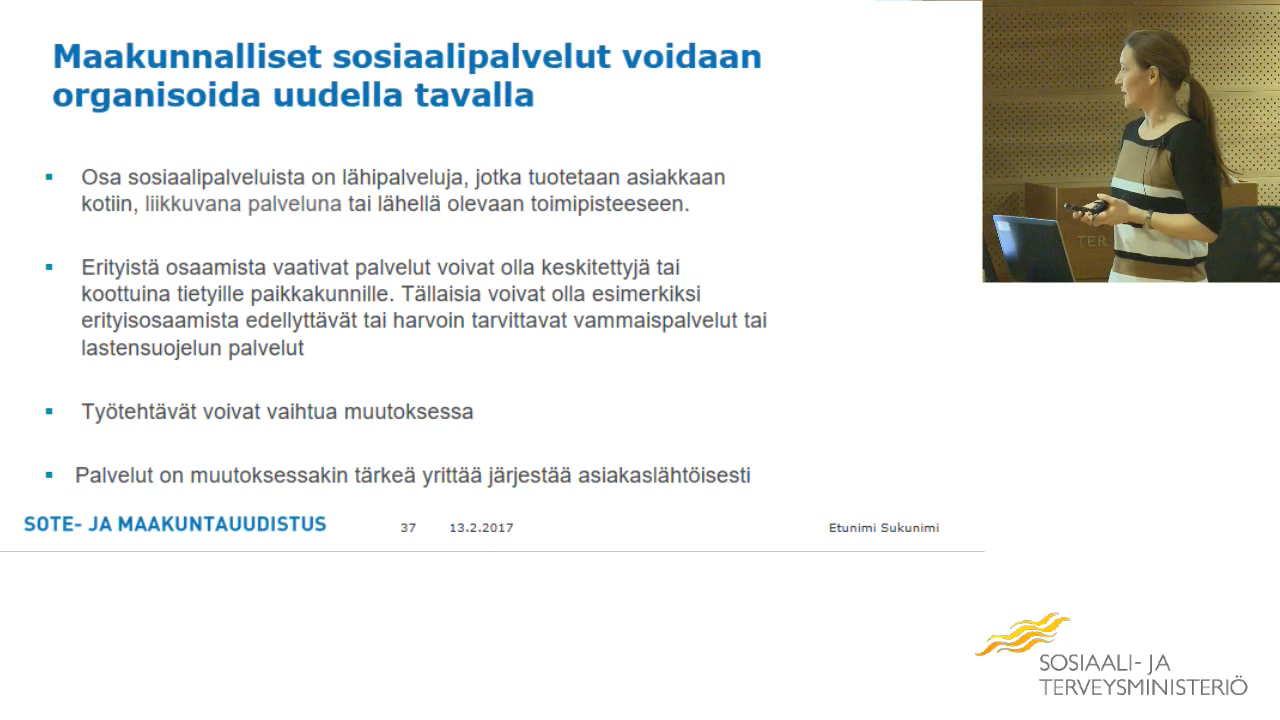 Maakunnalliset sosiaalipalvelut voidaan
organisoida uudella tavalla
▪ Osa sosiaalipalveluista on lähipalveluja, jotka tuotetaan asiakkaan
kotiin, liikkuvana palveluna tai lähellä olevaan toimipisteeseen.
▪ Erityistä osaamista vaativat palvelut voivat olla keskitettyjä tai
koottuina tietyille paikkakunnille. Tällaisia voivat olla esimerkiksi
erityisosaamista edellyttävät tai harvoin tarvittavat vammaispalvelut tai
lastensuojelun palvelut
▪ Työtehtävät voivat vaihtua muutoksessa
▪ Palvelut on muutoksessakin tärkeä yrittää järjestää asiakaslähtöisesti
SOTE- JA MAAKUNTAUUDISTUS 37 13.2.2017 Etunimi Sukunimi
TER
SOSIAALI- JA
TERVEYSMINISTERIÖ